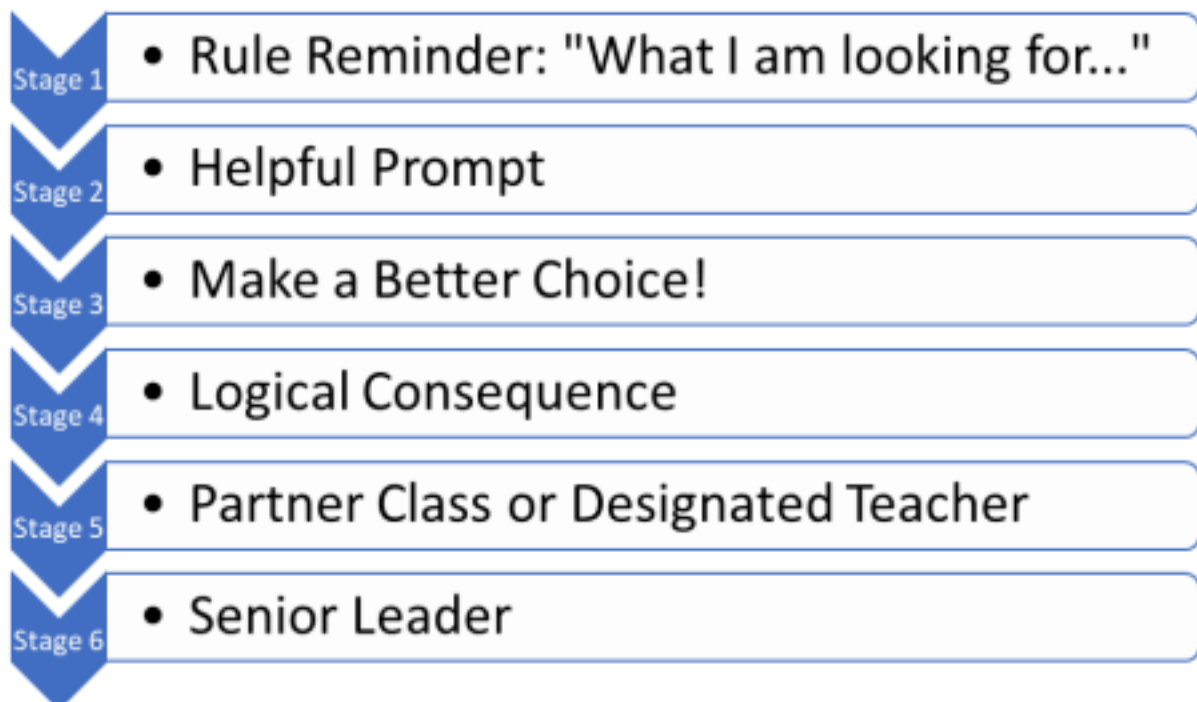 Stage 1
• Rule Reminder: "What I am looking for..."
Stage 2
• Helpful Prompt
Stage 3
• Make a Better Choice!
Stage 4
• Logical Consequence
Stage 5
• Partner Class or Designated Teacher
Stage 6
• Senior Leader